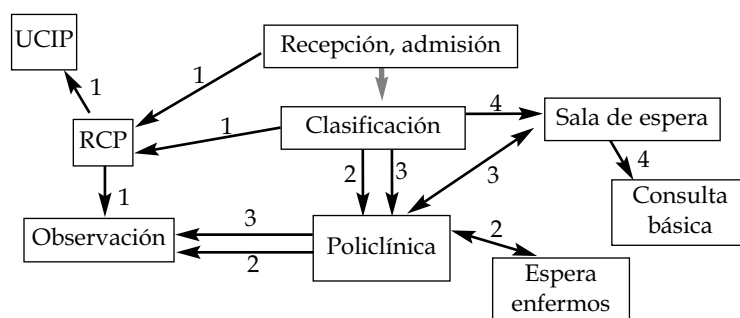 UCIP
Recepción, admisión
1
1
1
4
RCP
Clasificación
Sala de espera
1
2
3
3
4
Observación
3
2
Policlínica
2
Consulta
básica
Espera
enfermos